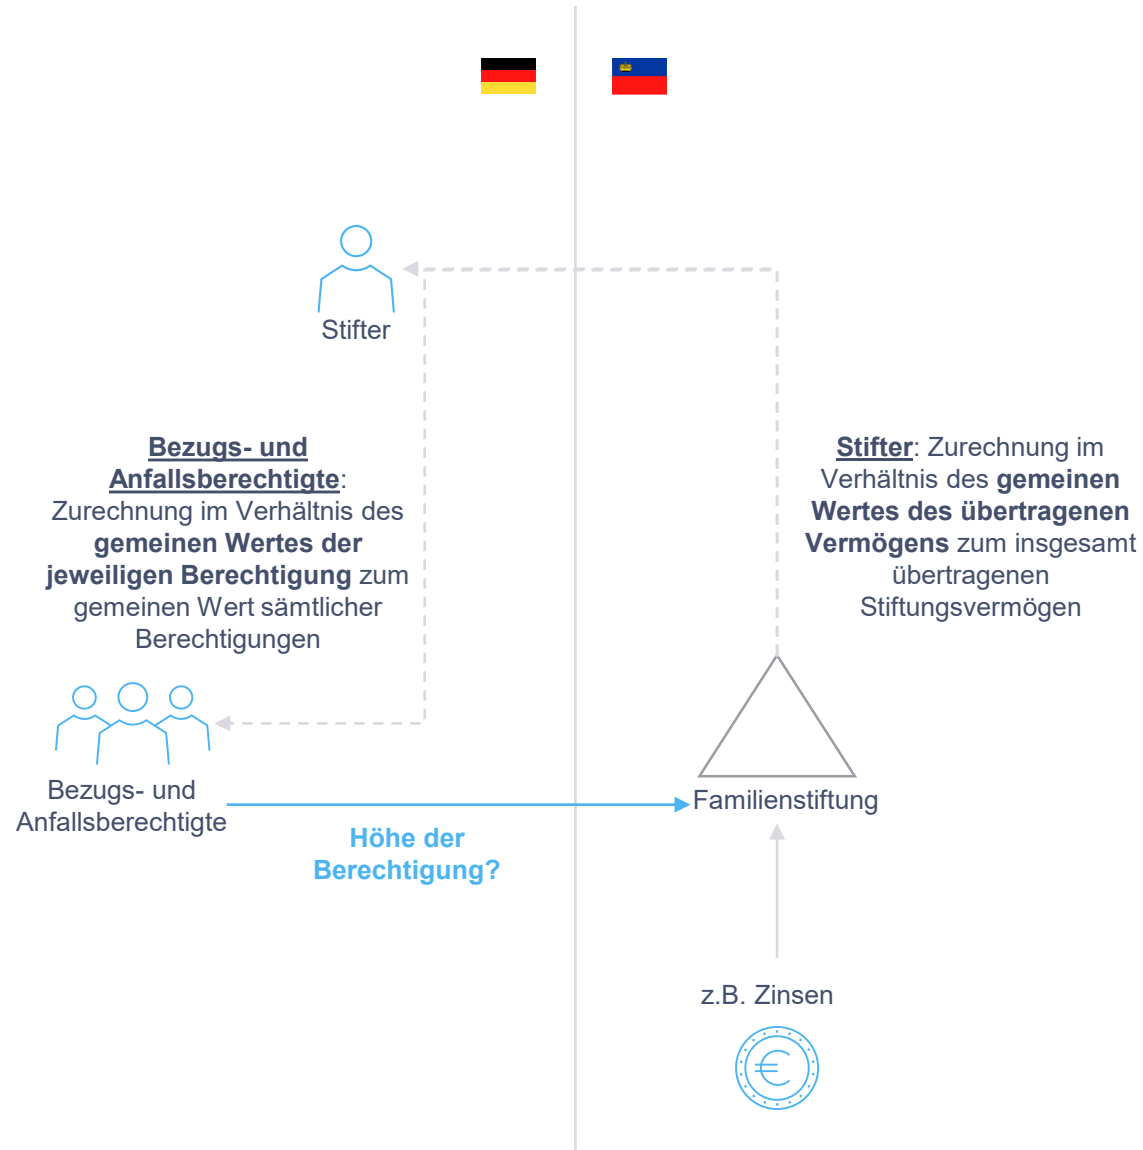 Stifter
Bezugs- und
Anfallsberechtigte:
Zurechnung im Verhältnis des
gemeinen Wertes der
jeweiligen Berechtigung zum
gemeinen Wert sämtlicher
Berechtigungen
Stifter: Zurechnung im
Verhältnis des gemeinen
Wertes des übertragenen
Vermögens zum insgesamt
übertragenen
Stiftungsvermögen
Bezugs- und
Anfallsberechtigte
Familienstiftung
Höhe der
Berechtigung?
z.B. Zinsen
€